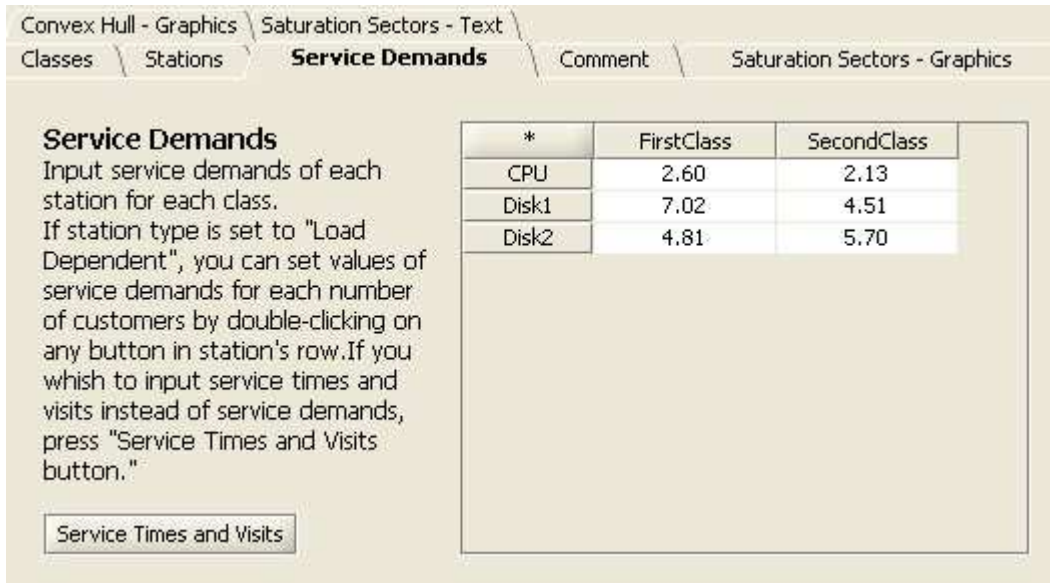 Convex Hull - Graphics Saturation Sectors - Text
Classes Stations Service Demands Comment Saturation Sectors - Graphics
Service Demands
Input service demands of each
station for each class.
If station type is set to "Load
Dependent", you can set values of
service demands for each number
of customers by double-clicking on
any button in station's row.If you
whish to input service times and
visits instead of service demands,
press "Service Times and Visits
button."
Service Times and Visits
* FirstClass SecondClass
CPU 2.60 2.13
Disk1 7.02 4.51
Disk2 4.81 5.70